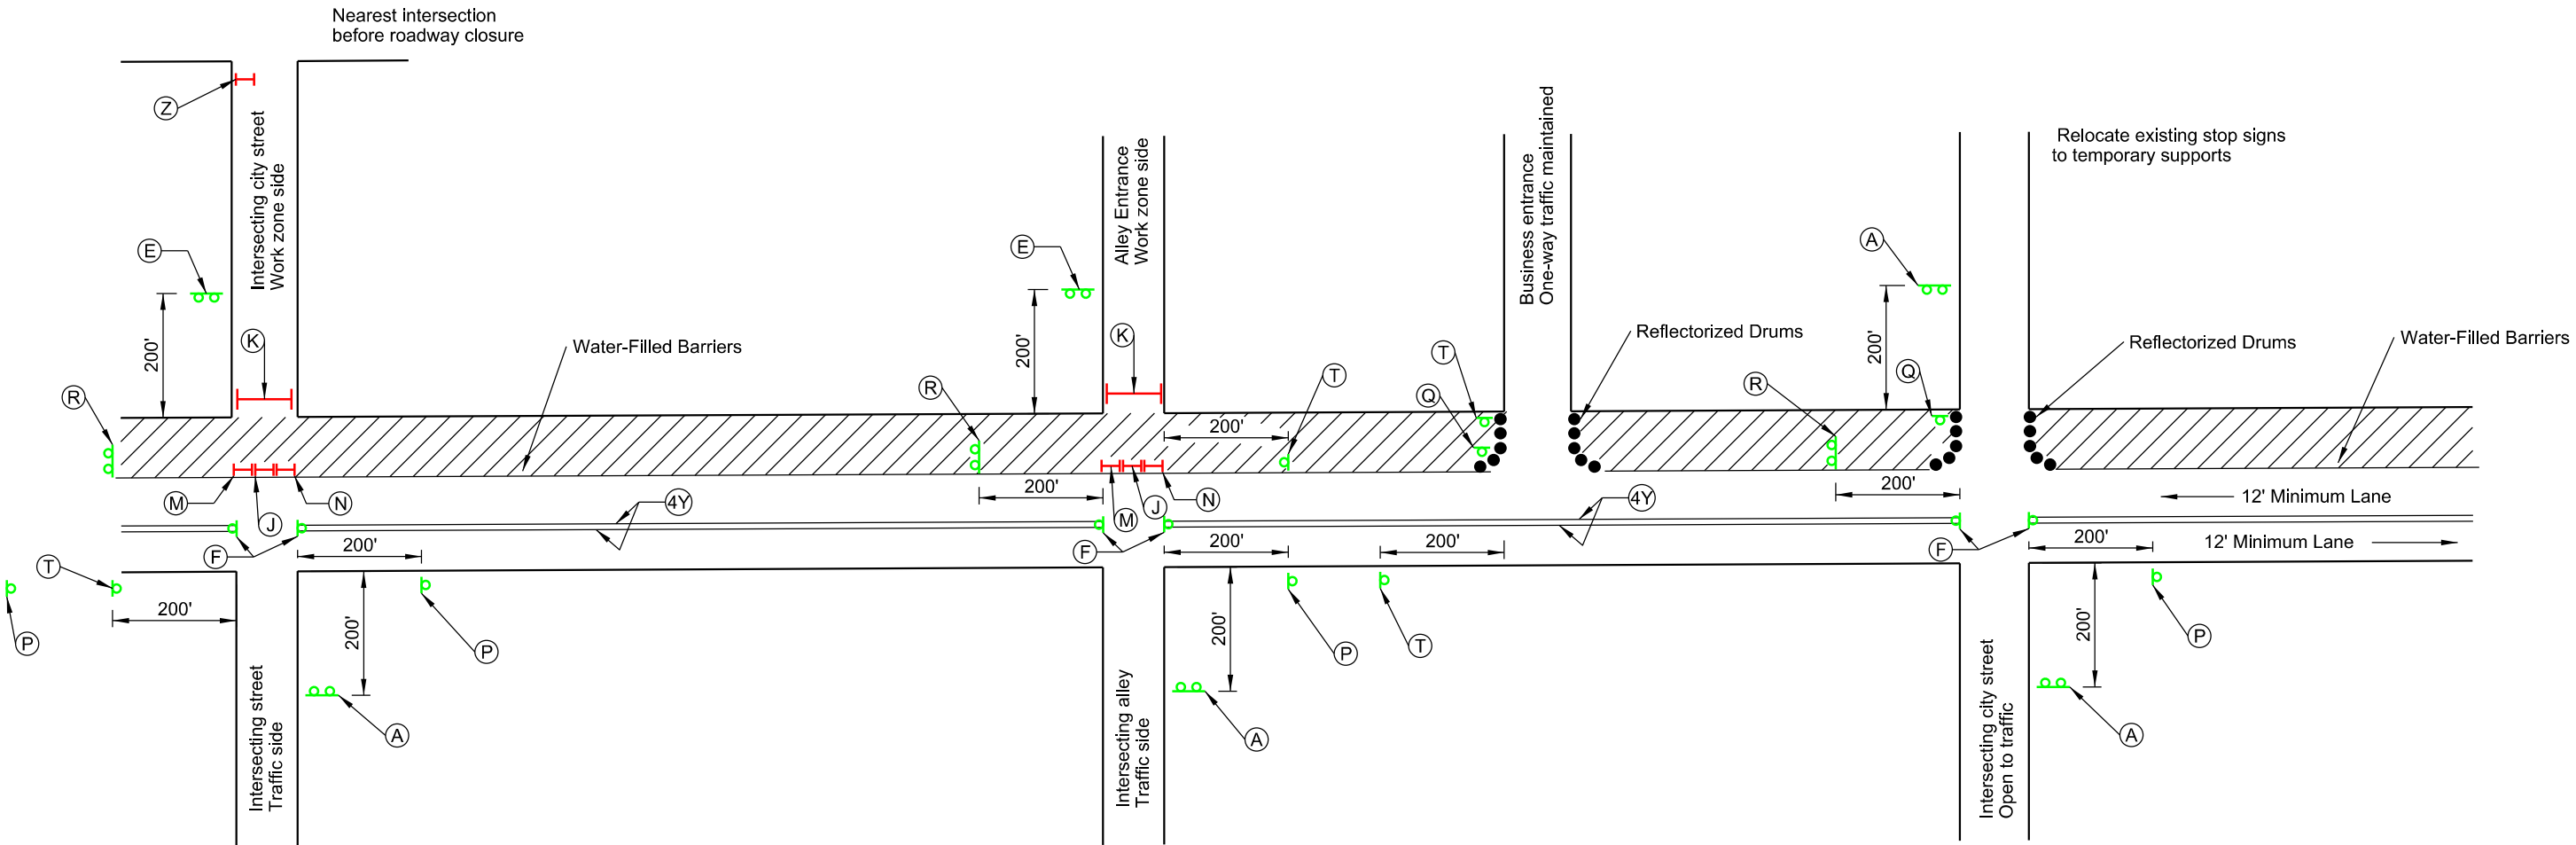 Nearest intersection
before roadway closure
Z
Intersecting city street
Work zone side
E
200'
K
R
Water-Filled Barriers
M
J
N
F
200'
4Y
T
200'
P
200'
P
A
Intersecting street
Traffic side
Alley Entrance
Work zone side
E
200'
K
R
200'
T
200'
M
J
N
F
200'
200'
200'
P
T
A
Intersecting alley
Traffic side
Business entrance
One-way traffic maintained
T
Q
Reflectorized Drums
4Y
R
A
200'
Q
200'
Relocate existing stop signs
to temporary supports
Reflectorized Drums
Water-Filled Barriers
12' Minimum Lane
12' Minimum Lane
F
200'
200'
P
A
Intersecting city street
Open to traffic